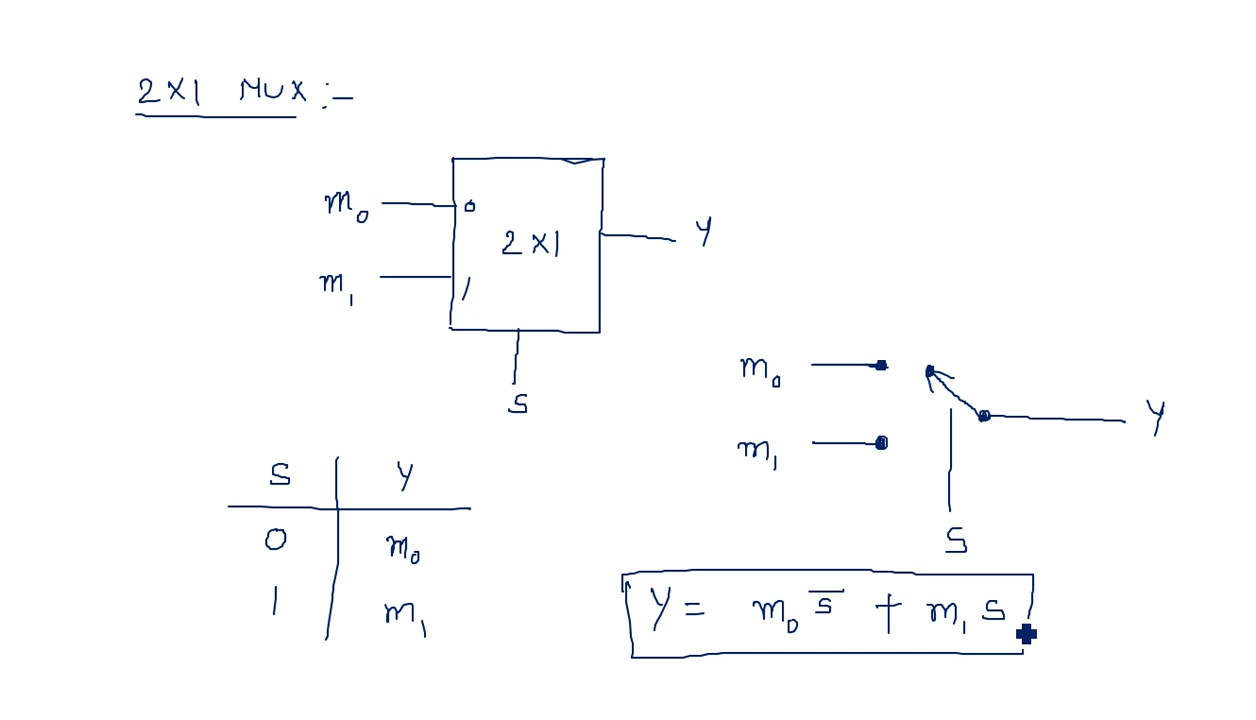 2X1 MUX :-
m₀ 0
2X1 Y
m₁ 1
S
m₀
Y
m₁
S
S Y
0 m₀
1 m₁
Y = m₀ S̅ + m₁ S